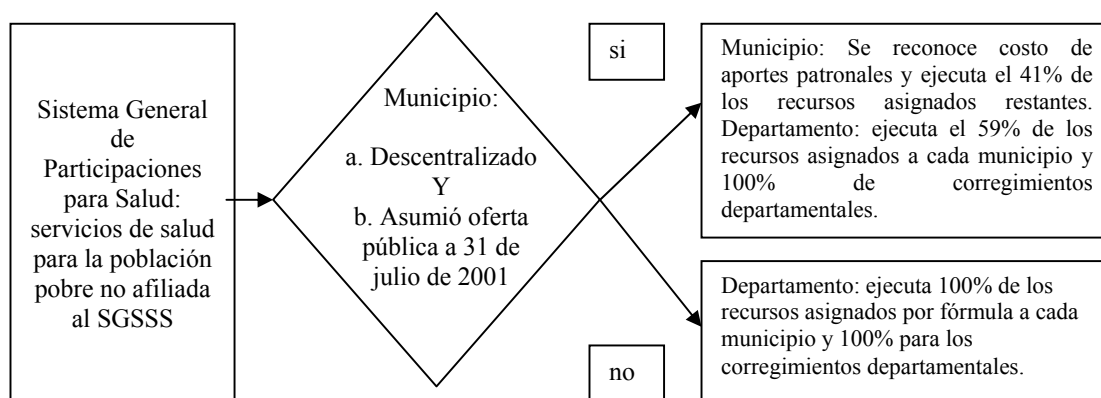 Sistema General
de
Participaciones
para Salud:
servicios de salud
para la población
pobre no afiliada
al SGSSS
Municipio:
a. Descentralizado
Y
b. Asumió oferta
pública a 31 de
julio de 2001
si
Municipio: Se reconoce costo de
aportes patronales y ejecuta el 41% de
los recursos asignados restantes.
Departamento: ejecuta el 59% de los
recursos asignados a cada municipio y
100% de corregimientos
departamentales.
no
Departamento: ejecuta 100% de los
recursos asignados por fórmula a cada
municipio y 100% para los
corregimientos departamentales.